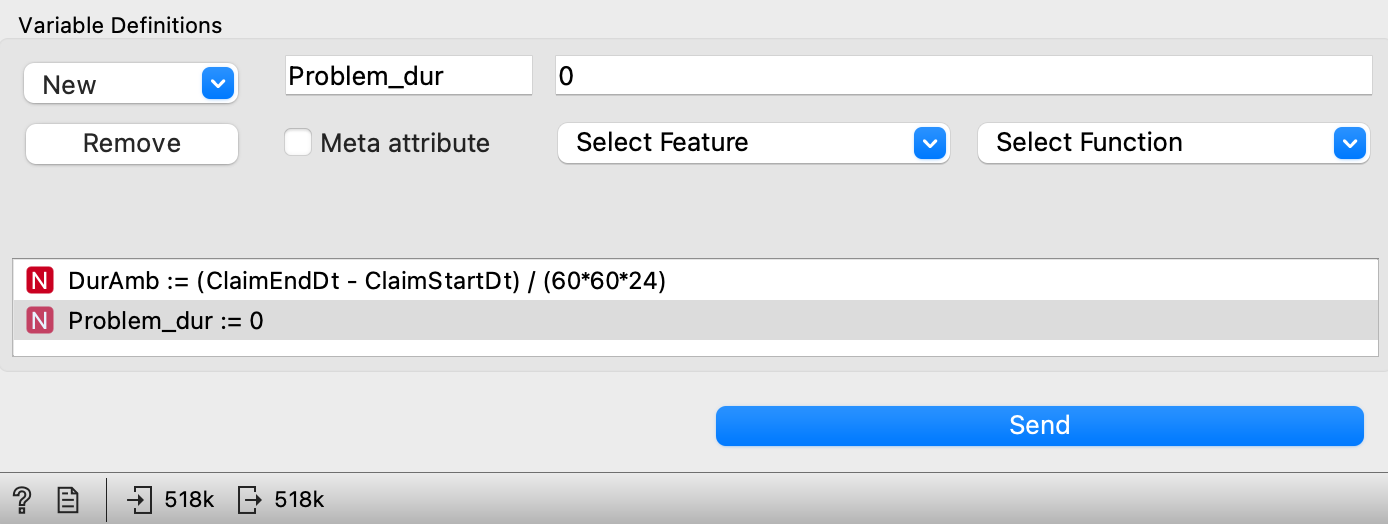 Variable Definitions
New Problem_dur 0
Remove Meta attribute Select Feature Select Function
N DurAmb := (ClaimEndDt - ClaimStartDt) / (60*60*24)
N Problem_dur := 0
Send
? 518k 518k